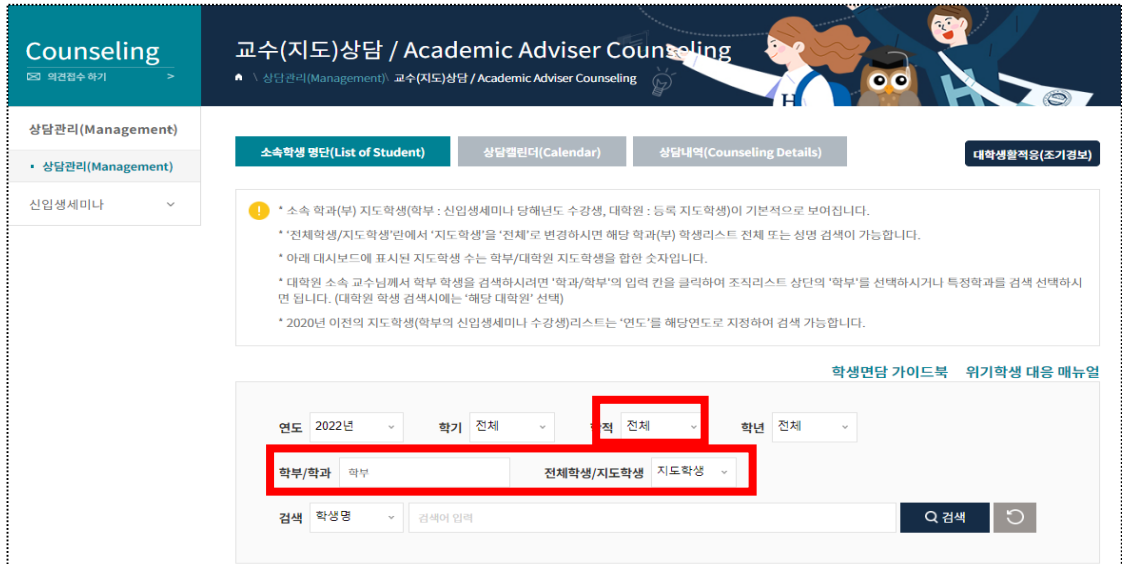 Counseling
의견접수 하기 >
교수(지도)상담 / Academic Adviser Counseling
\ 상담관리(Management)\ 교수(지도)상담 / Academic Adviser Counseling
H
상담관리(Management)
상담관리(Management)
신입생세미나
소속학생 명단(List of Student) 상담캘린더(Calendar) 상담내역(Counseling Details) 대학생활적응(조기경보)
* 소속 학과(부) 지도학생(학부 : 신입생세미나 당해년도 수강생, 대학원 : 등록 지도학생)이 기본적으로 보여집니다.
* '전체학생/지도학생'란에서 '지도학생'을 '전체'로 변경하시면 해당 학과(부) 학생리스트 전체 또는 성명 검색이 가능합니다.
* 아래 대시보드에 표시된 지도학생 수는 학부/대학원 지도학생을 합한 숫자입니다.
* 대학원 소속 교수님께서 학부 학생을 검색하시려면 '학과/학부'의 입력 칸을 클릭하여 조직리스트 상단의 '학부'를 선택하시거나 특정학과를 검색 선택하시
면 됩니다. (대학원 학생 검색시에는 '해당 대학원' 선택)
* 2020년 이전의 지도학생(학부의 신입생세미나 수강생)리스트는 '연도'를 해당연도로 지정하여 검색 가능합니다.
학생면담 가이드북 위기학생 대응 매뉴얼
연도 2022년 학기 전체 학적 전체 학년 전체
학부/학과 학부 전체학생/지도학생 지도학생
검색 학생명 검색어 입력 검색